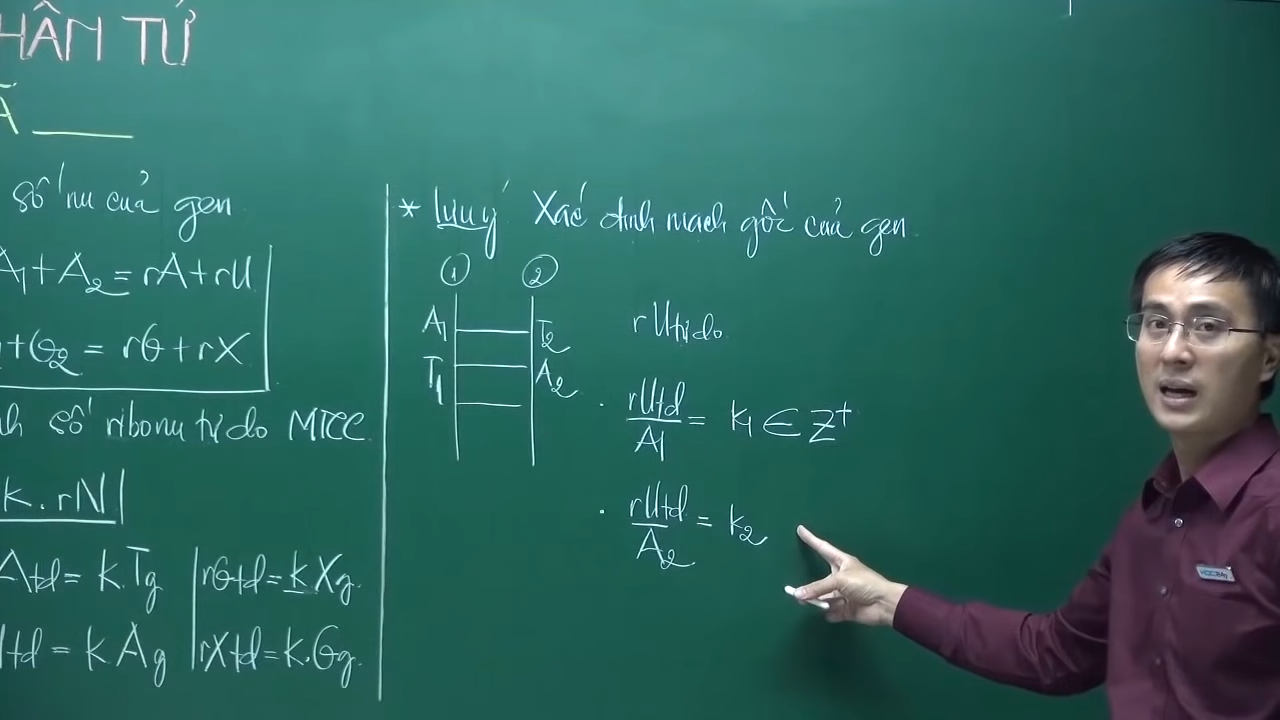 HÂN TỬ
Ã
số nu của gen
A₁+A₂ = rA+rU
+G₂ = rG+rX
nh số ribonu tự do MTCC
k.rN
Atd = k.Tg
rGtd = k Xg
Utd = k Ag
rXtd = k.Gg
* Lưu ý Xác định mạch gốc của gen
① ②
A₁ T₂
T₁ A₂
rU tự do
· rUtd/A₁ = k₁ ∈ Z⁺
· rUtd/A₂ = k₂